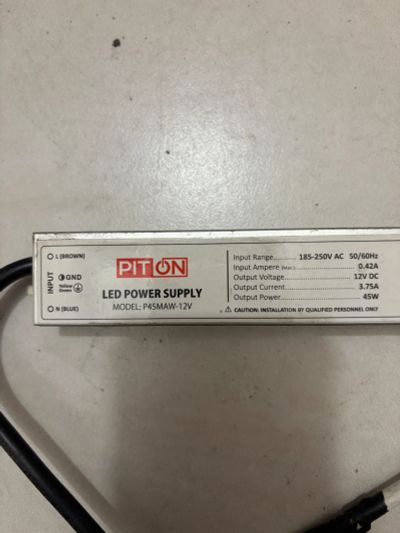 L (BROWN)
INPUT
GND
Yellow
Green
N (BLUE)
PITON
LED POWER SUPPLY
MODEL: P45MAW-12V
Input Range.......... 185-250V AC 50/60Hz
Input Ampere (Max.) .......... 0.42A
Output Voltage.......... 12V DC
Output Current.......... 3.75A
Output Power.......... 45W
⚠ CAUTION: INSTALLATION BY QUALIFIED PERSONNEL ONLY